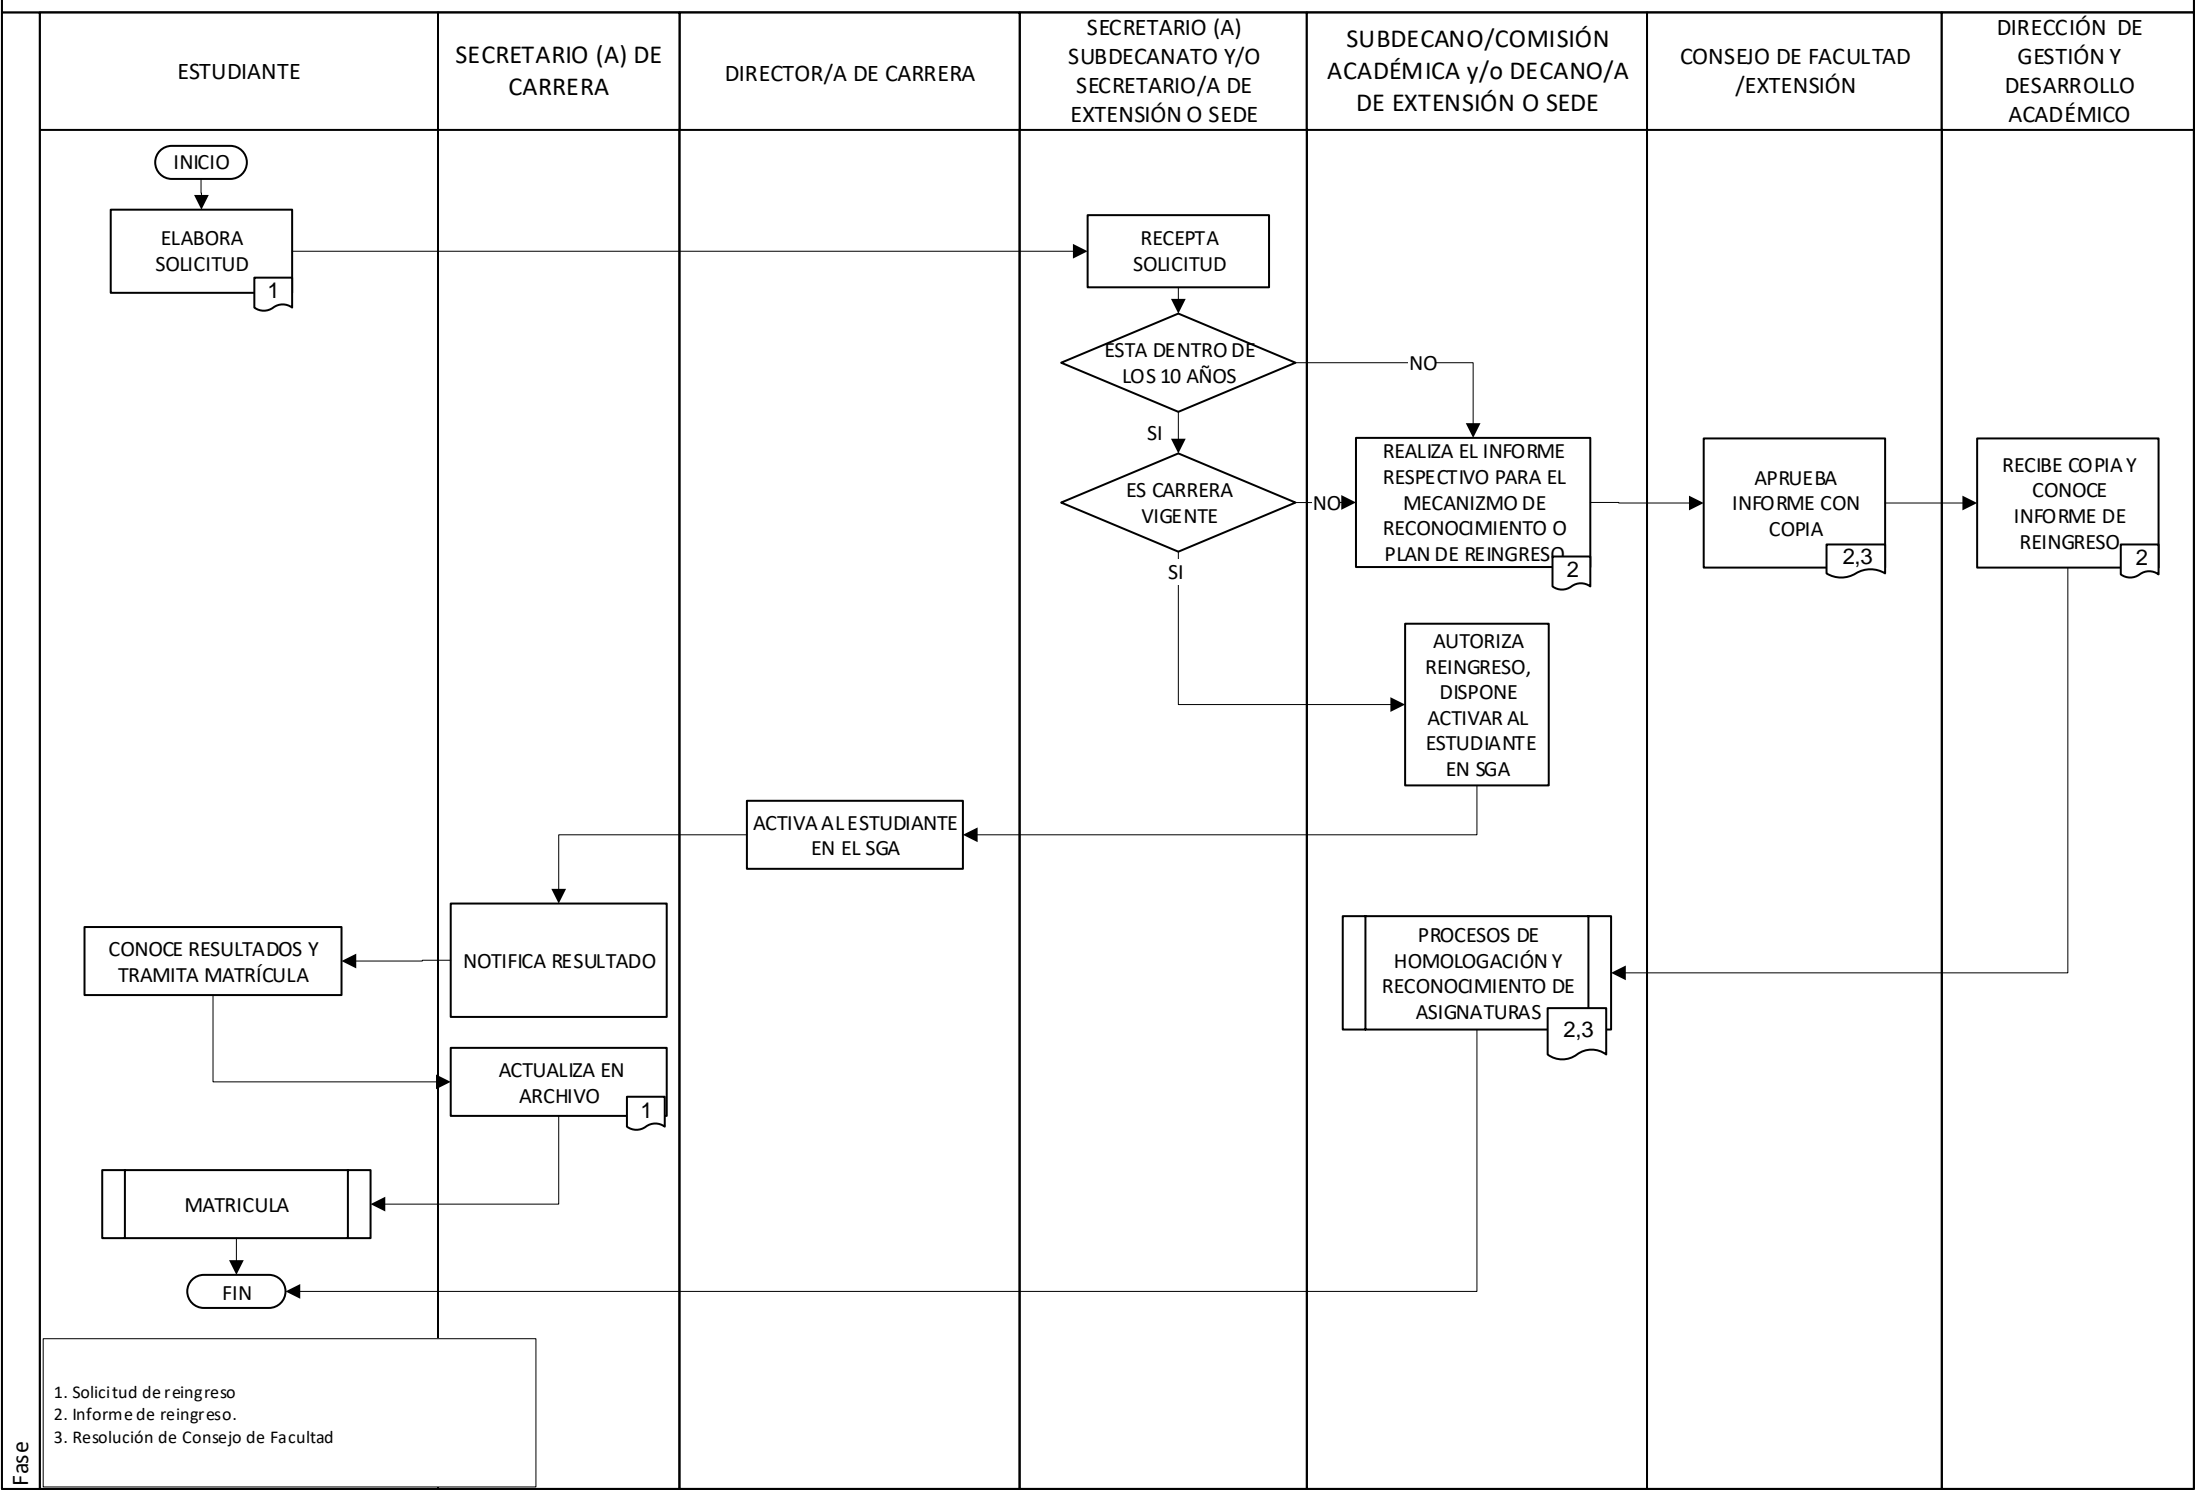 ESTUDIANTE
SECRETARIO (A) DE
CARRERA
DIRECTOR/A DE CARRERA
SECRETARIO (A)
SUBDECANATO Y/O
SECRETARIO/A DE
EXTENSIÓN O SEDE
SUBDECANO/COMISIÓN
ACADÉMICA y/o DECANO/A
DE EXTENSIÓN O SEDE
CONSEJO DE FACULTAD
/EXTENSIÓN
DIRECCIÓN DE
GESTIÓN Y
DESARROLLO
ACADÉMICO
INICIO
ELABORA
SOLICITUD
1
RECEPTA
SOLICITUD
ESTA DENTRO DE
LOS 10 AÑOS
NO
SI
ES CARRERA
VIGENTE
NO
SI
REALIZA EL INFORME
RESPECTIVO PARA EL
MECANIZMO DE
RECONOCIMIENTO O
PLAN DE REINGRESO
2
APRUEBA
INFORME CON
COPIA
2,3
RECIBE COPIA Y
CONOCE
INFORME DE
REINGRESO
2
AUTORIZA
REINGRESO,
DISPONE
ACTIVAR AL
ESTUDIANTE
EN SGA
ACTIVA AL ESTUDIANTE
EN EL SGA
NOTIFICA RESULTADO
CONOCE RESULTADOS Y
TRAMITA MATRÍCULA
PROCESOS DE
HOMOLOGACIÓN Y
RECONOCIMIENTO DE
ASIGNATURAS
2,3
ACTUALIZA EN
ARCHIVO
1
MATRICULA
FIN
1. Solicitud de reingreso
2. Informe de reingreso.
3. Resolución de Consejo de Facultad
Fase